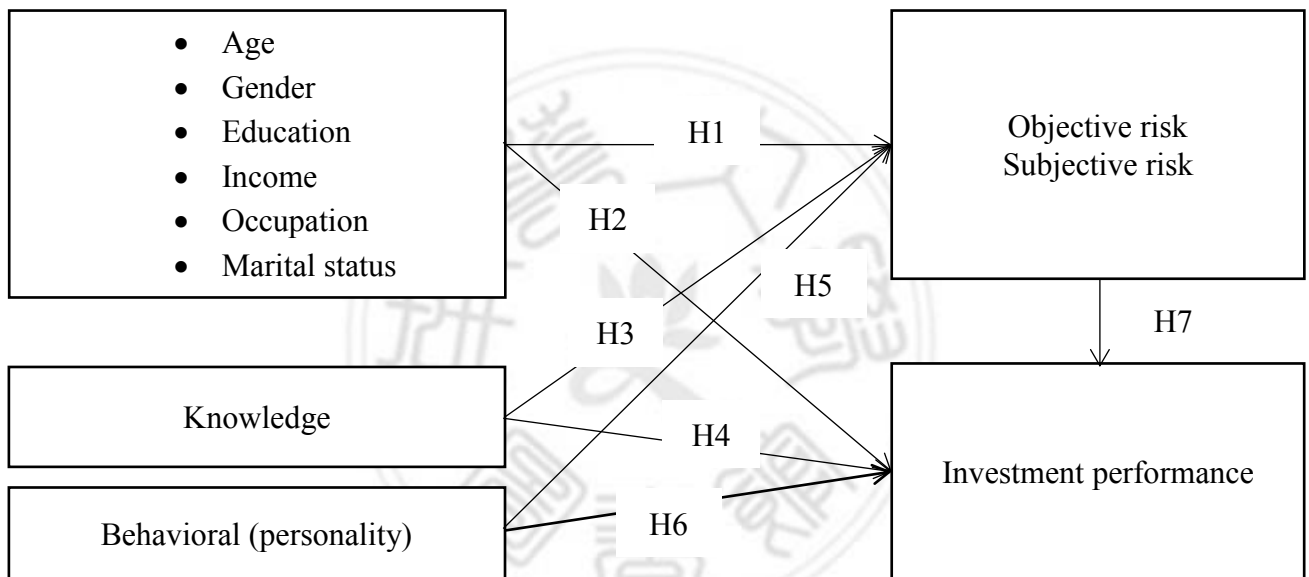 • Age
• Gender
• Education
• Income
• Occupation
• Marital status
H1
Objective risk
Subjective risk
H2
H5
H3
H7
Knowledge
H4
Investment performance
Behavioral (personality)
H6